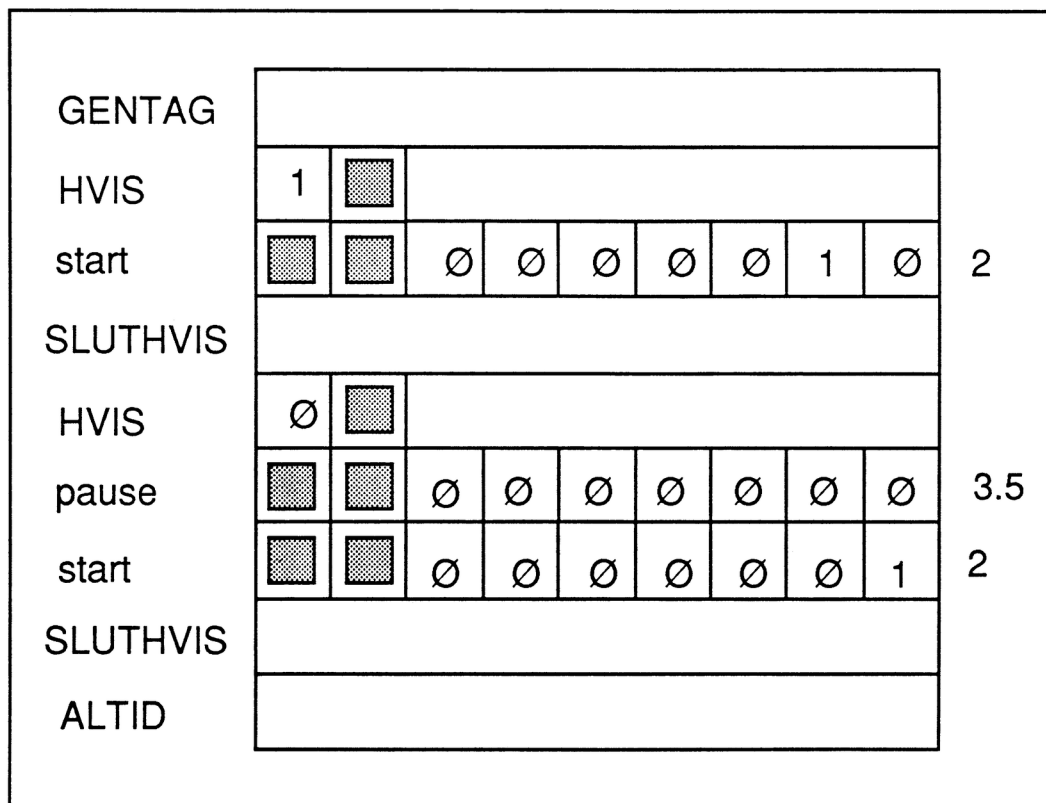 GENTAG
HVIS 1
start Ø Ø Ø Ø Ø 1 Ø 2
SLUTHVIS
HVIS Ø
pause Ø Ø Ø Ø Ø Ø Ø 3.5
start Ø Ø Ø Ø Ø Ø 1 2
SLUTHVIS
ALTID